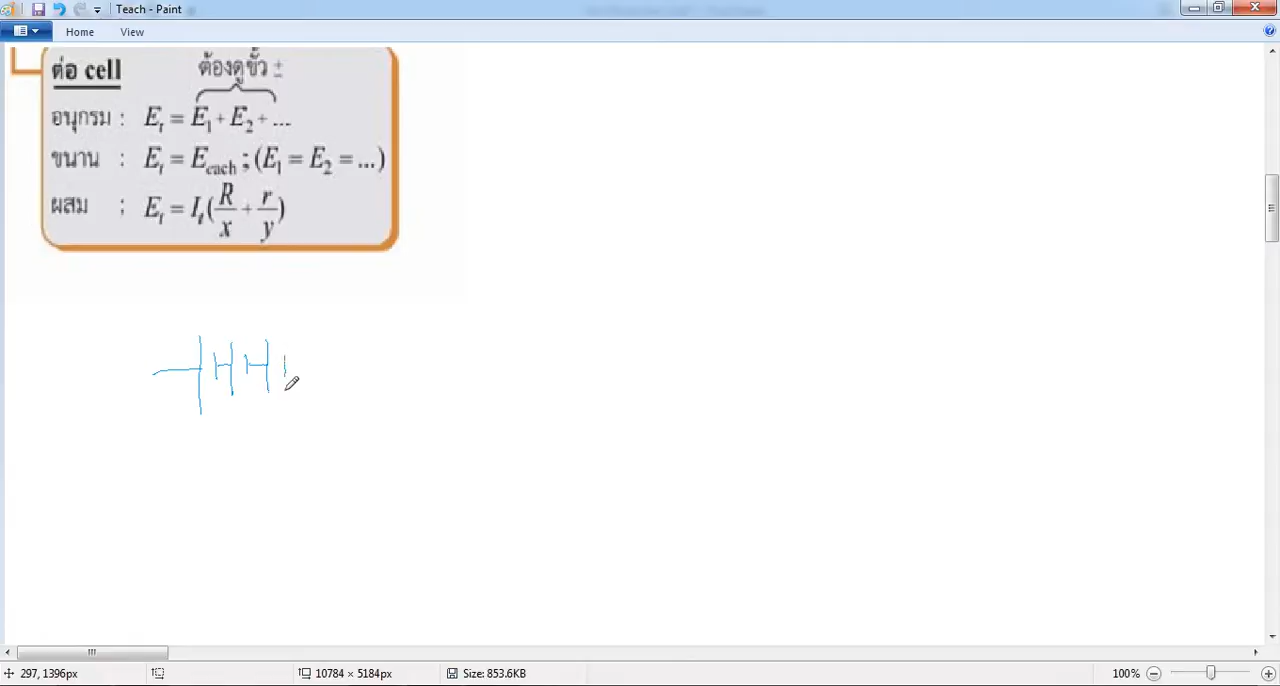 Teach - Paint
Home View
ต่อ cell
ต้องดูขั้ว ±
อนุกรม : E_t = E_1 + E_2 + ...
ขนาน : E_t = E_each ; (E_1 = E_2 = ...)
ผสม ; E_t = I_t(R/x + r/y)
297, 1396px
10784 × 5184px
Size: 853.6KB
100%